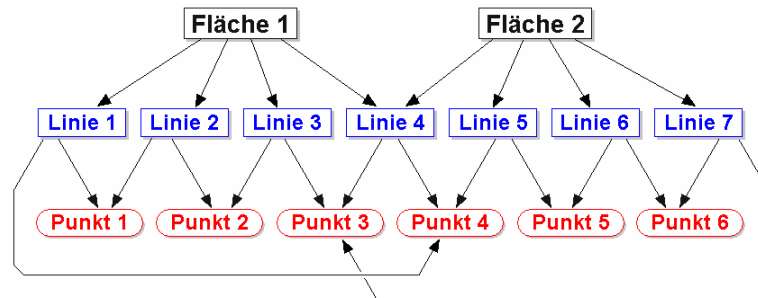 Fläche 1 Fläche 2
Linie 1 Linie 2 Linie 3 Linie 4 Linie 5 Linie 6 Linie 7
Punkt 1 Punkt 2 Punkt 3 Punkt 4 Punkt 5 Punkt 6